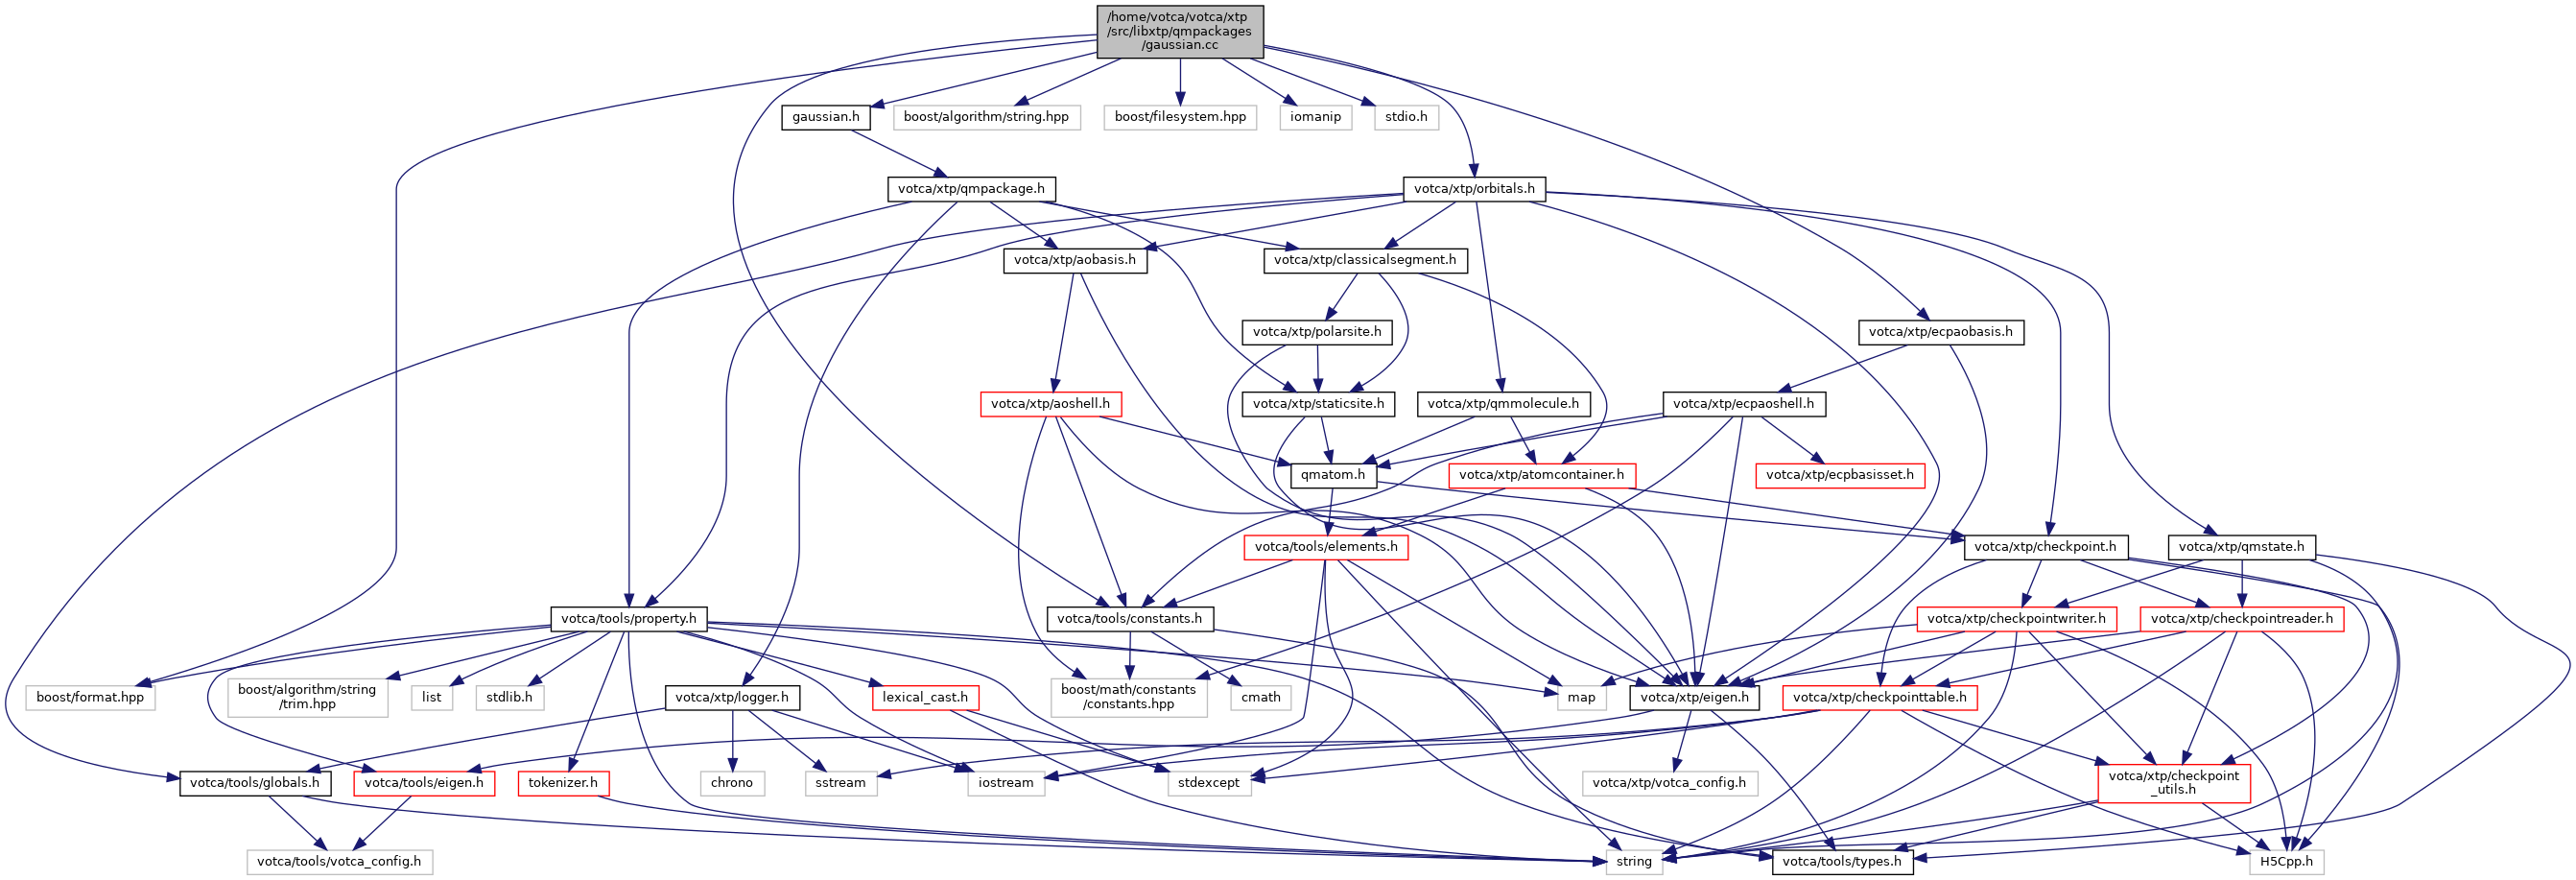 /home/votca/votca/xtp
/src/libxtp/qmpackages
/gaussian.cc
gaussian.h
boost/algorithm/string.hpp
boost/filesystem.hpp
iomanip
stdio.h
votca/xtp/qmpackage.h
votca/xtp/orbitals.h
votca/xtp/aobasis.h
votca/xtp/classicalsegment.h
votca/xtp/polarsite.h
votca/xtp/ecpaobasis.h
votca/xtp/aoshell.h
votca/xtp/staticsite.h
votca/xtp/qmmolecule.h
votca/xtp/ecpaoshell.h
qmatom.h
votca/xtp/atomcontainer.h
votca/xtp/ecpbasisset.h
votca/tools/elements.h
votca/xtp/checkpoint.h
votca/xtp/qmstate.h
votca/tools/property.h
votca/tools/constants.h
votca/xtp/checkpointwriter.h
votca/xtp/checkpointreader.h
boost/format.hpp
boost/algorithm/string
/trim.hpp
list
stdlib.h
votca/xtp/logger.h
lexical_cast.h
boost/math/constants
/constants.hpp
cmath
map
votca/xtp/eigen.h
votca/xtp/checkpointtable.h
votca/tools/globals.h
votca/tools/eigen.h
tokenizer.h
chrono
sstream
iostream
stdexcept
votca/xtp/votca_config.h
votca/xtp/checkpoint
_utils.h
votca/tools/votca_config.h
string
votca/tools/types.h
H5Cpp.h